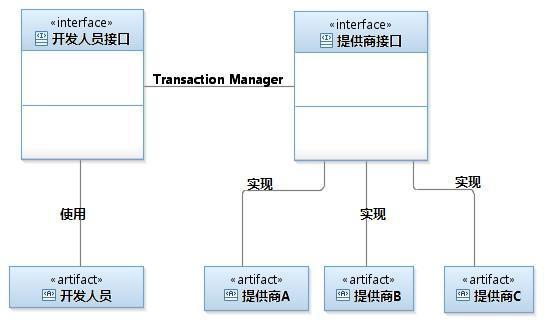 «interface»
开发人员接口
«interface»
提供商接口
Transaction Manager
使用
实现
实现
实现
«artifact»
开发人员
«artifact»
提供商A
«artifact»
提供商B
«artifact»
提供商C